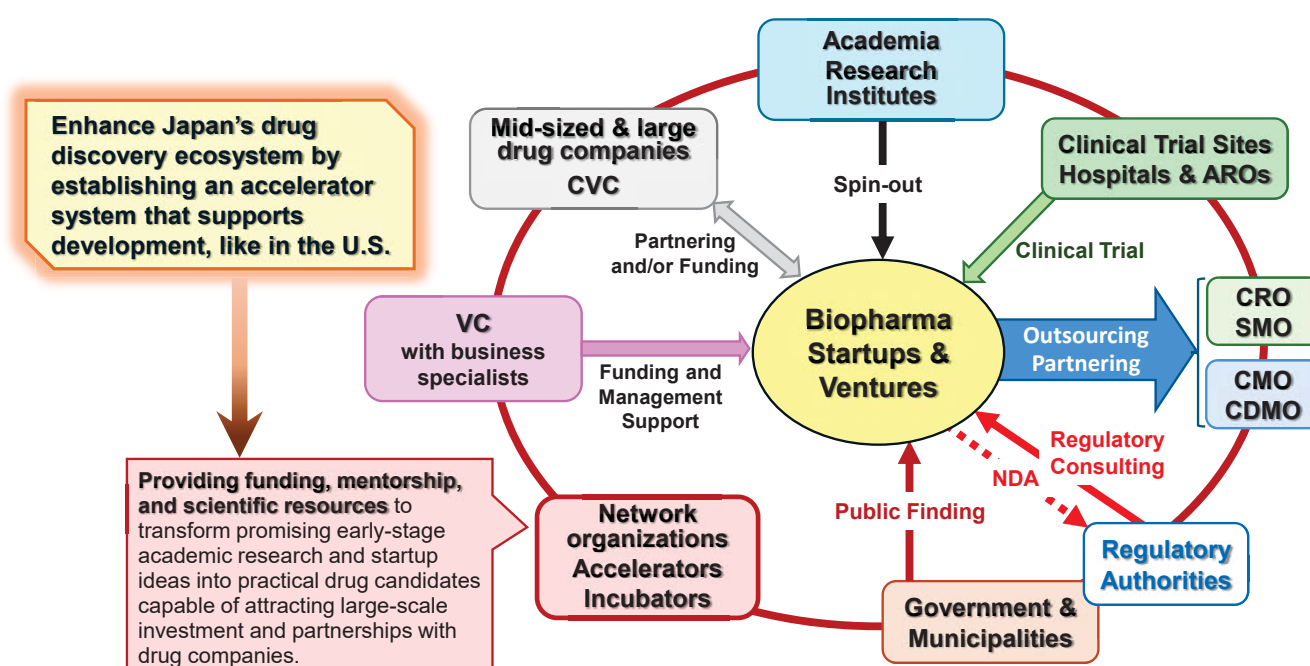 Enhance Japan's drug
discovery ecosystem by
establishing an accelerator
system that supports
development, like in the U.S.
Academia
Research
Institutes
Mid-sized & large
drug companies
CVC
Clinical Trial Sites
Hospitals & AROs
Spin-out
Partnering
and/or Funding
Clinical Trial
VC
with business
specialists
Funding and
Management
Support
Biopharma
Startups &
Ventures
Outsourcing
Partnering
CRO
SMO
CMO
CDMO
Regulatory
Consulting
NDA
Public Finding
Providing funding, mentorship,
and scientific resources to
transform promising early-stage
academic research and startup
ideas into practical drug candidates
capable of attracting large-scale
investment and partnerships with
drug companies.
Network
organizations
Accelerators
Incubators
Government &
Municipalities
Regulatory
Authorities